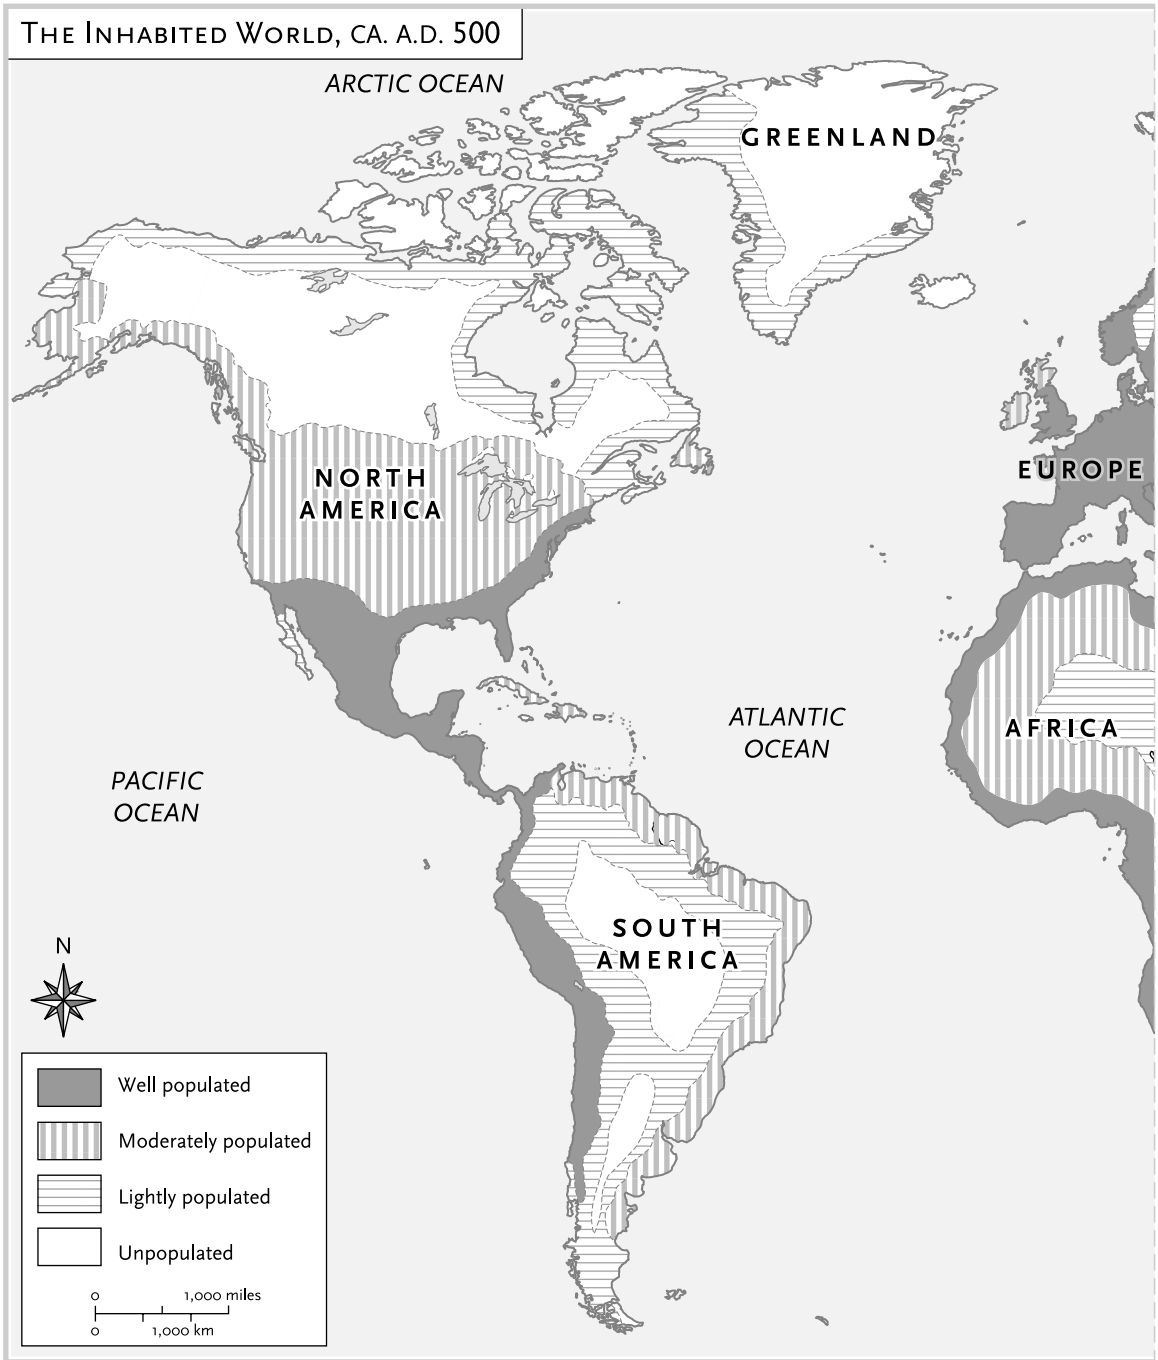 THE INHABITED WORLD, CA. A.D. 500
ARCTIC OCEAN
GREENLAND
NORTH
AMERICA
EUROPE
ATLANTIC
OCEAN
AFRICA
PACIFIC
OCEAN
SOUTH
AMERICA
N
Well populated
Moderately populated
Lightly populated
Unpopulated
0 1,000 miles
0 1,000 km